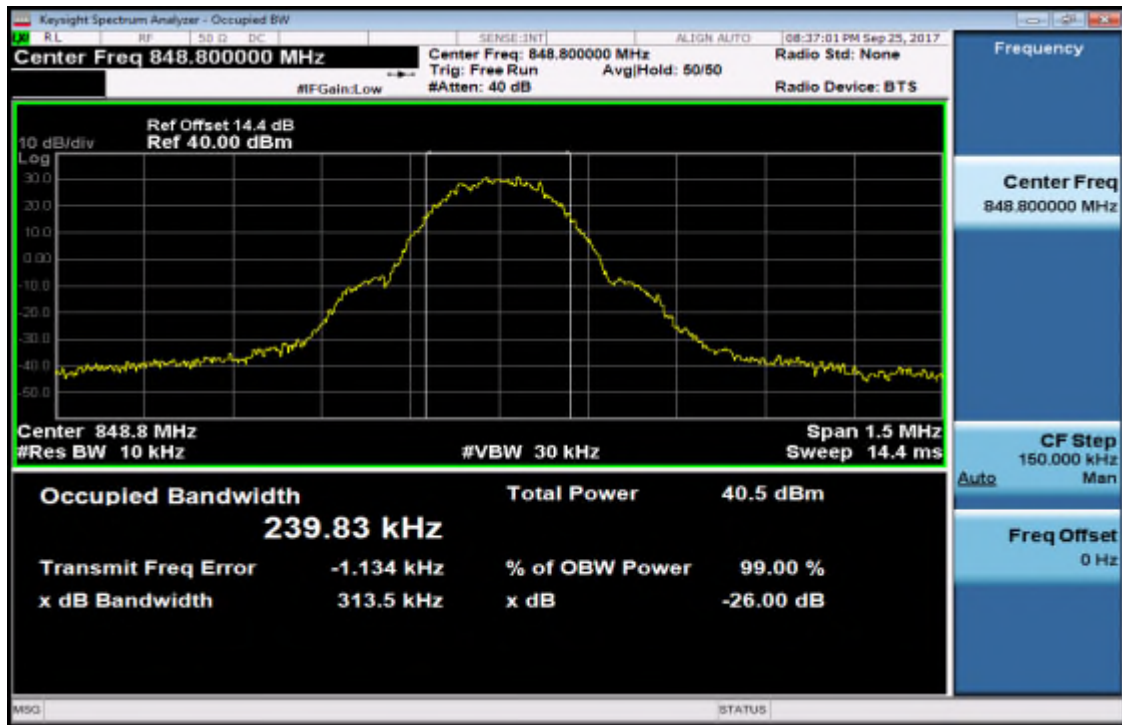 Keysight Spectrum Analyzer - Occupied BW
LXI RL RF 50 Ω DC SENSE:INT ALIGN AUTO 08:37:01 PM Sep 25, 2017
Center Freq 848.800000 MHz
Center Freq: 848.800000 MHz
Radio Std: None
Trig: Free Run Avg|Hold: 50/50
#IFGain:Low
#Atten: 40 dB
Radio Device: BTS
Ref Offset 14.4 dB
10 dB/div Ref 40.00 dBm
Log
30.0
20.0
10.0
0.00
-10.0
-20.0
-30.0
-40.0
-50.0
Center 848.8 MHz Span 1.5 MHz
#Res BW 10 kHz #VBW 30 kHz Sweep 14.4 ms
Occupied Bandwidth Total Power 40.5 dBm
239.83 kHz
Transmit Freq Error -1.134 kHz % of OBW Power 99.00 %
x dB Bandwidth 313.5 kHz x dB -26.00 dB
MSG STATUS
Frequency
Center Freq
848.800000 MHz
CF Step
150.000 kHz
Auto Man
Freq Offset
0 Hz